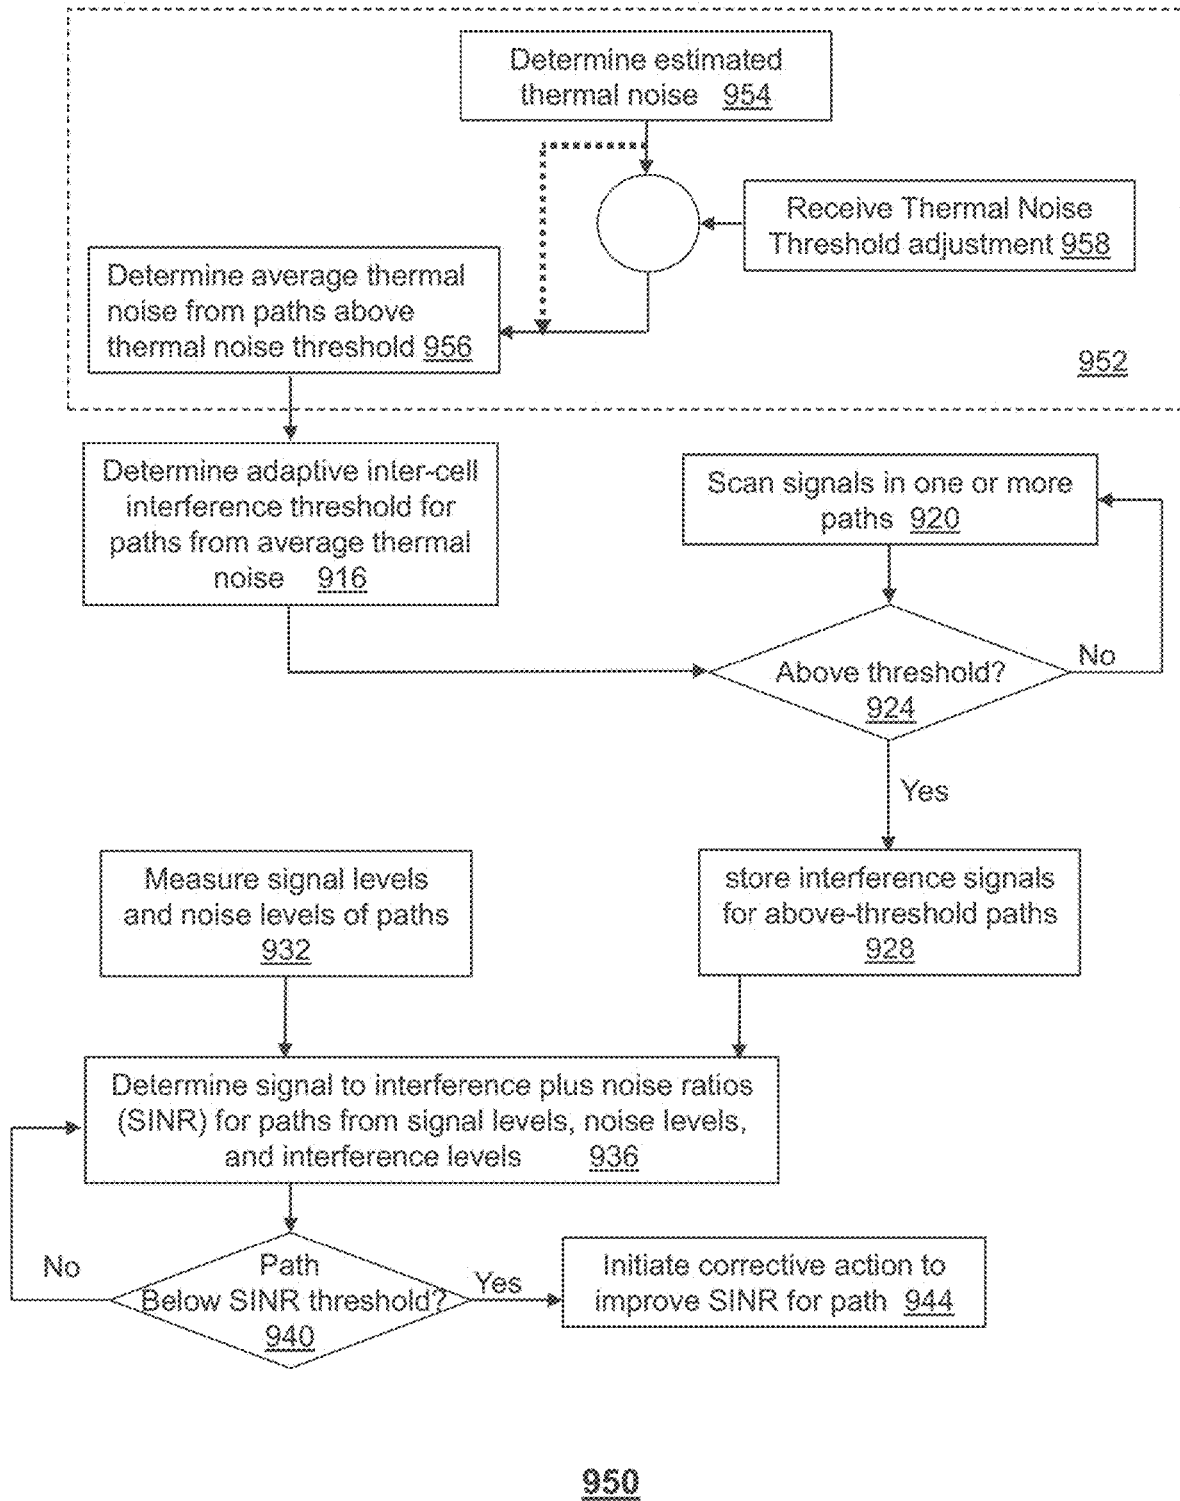 Determine estimated
thermal noise 954
Receive Thermal Noise
Threshold adjustment 958
Determine average thermal
noise from paths above
thermal noise threshold 956
952
Determine adaptive inter-cell
interference threshold for
paths from average thermal
noise 916
Scan signals in one or more
paths 920
Above threshold?
924
No
Yes
Measure signal levels
and noise levels of paths
932
store interference signals
for above-threshold paths
928
Determine signal to interference plus noise ratios
(SINR) for paths from signal levels, noise levels,
and interference levels 936
No
Path
Below SINR threshold?
940
Yes
Initiate corrective action to
improve SINR for path 944
950